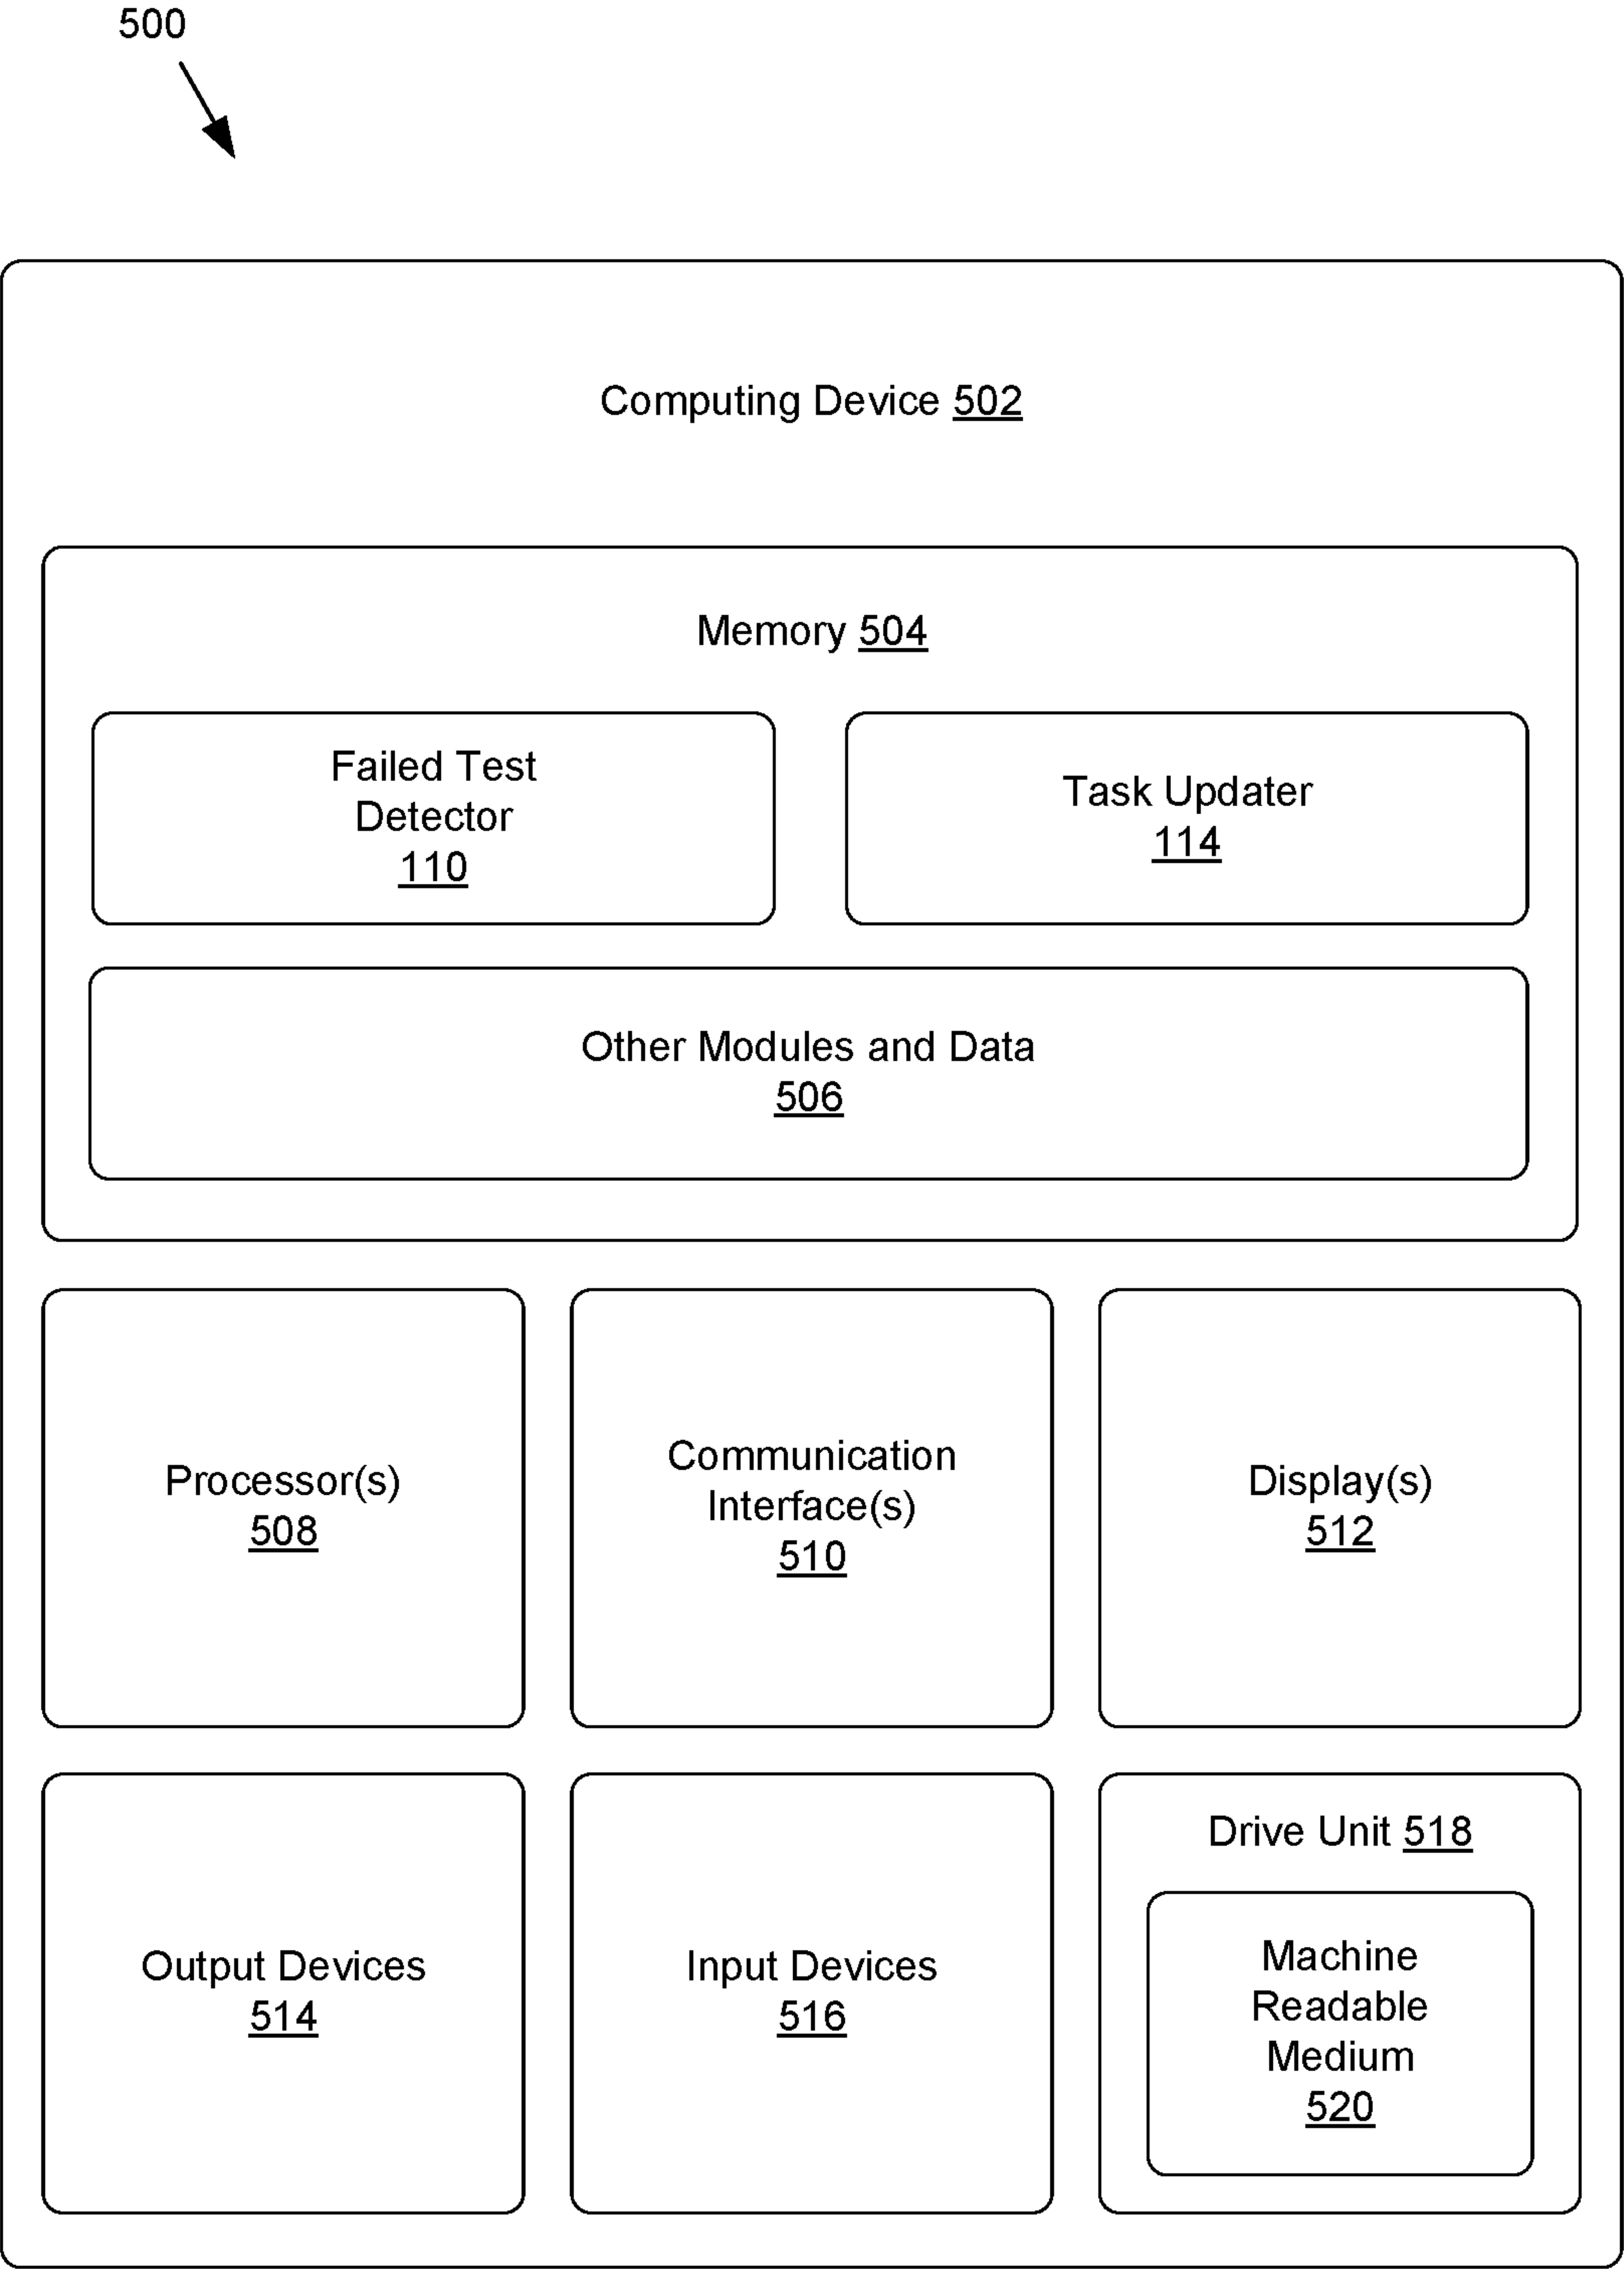 500
Computing Device 502
Memory 504
Failed Test
Detector
110
Task Updater
114
Other Modules and Data
506
Processor(s)
508
Communication
Interface(s)
510
Display(s)
512
Output Devices
514
Input Devices
516
Drive Unit 518
Machine
Readable
Medium
520